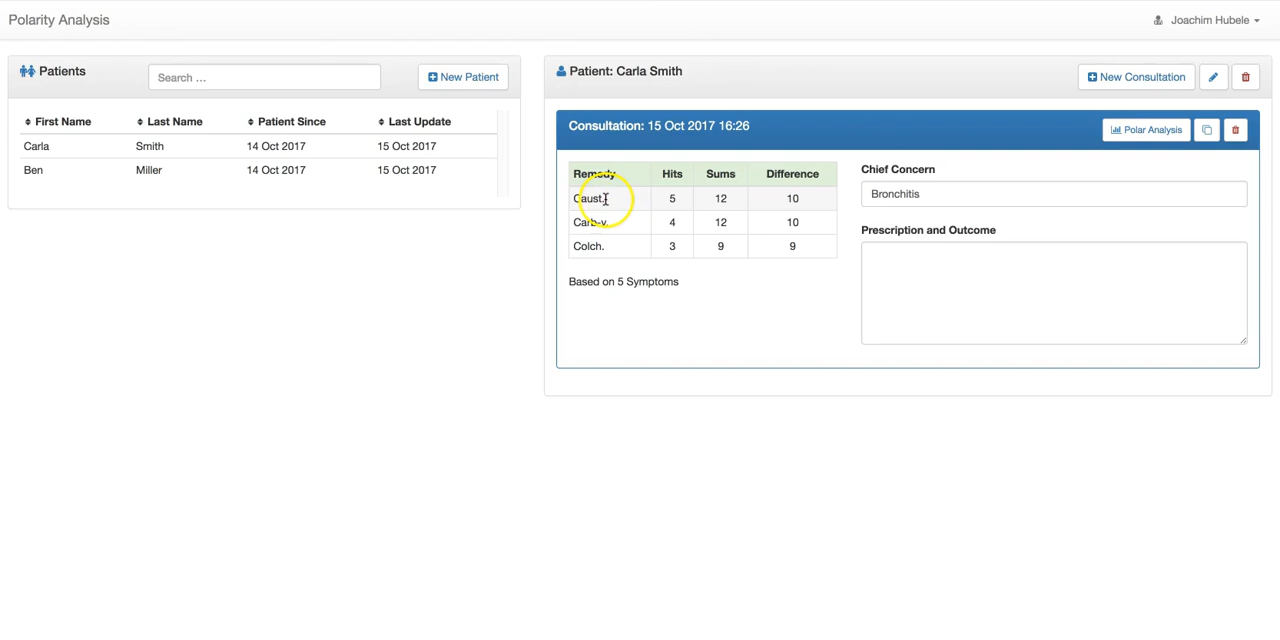 Polarity Analysis
Joachim Hubele
Patients
Search ...
New Patient
First Name Last Name Patient Since Last Update
Carla Smith 14 Oct 2017 15 Oct 2017
Ben Miller 14 Oct 2017 15 Oct 2017
Patient: Carla Smith
New Consultation
Consultation: 15 Oct 2017 16:26
Polar Analysis
Remedy Hits Sums Difference
Caust. 5 12 10
Carb-v. 4 12 10
Colch. 3 9 9
Based on 5 Symptoms
Chief Concern
Bronchitis
Prescription and Outcome